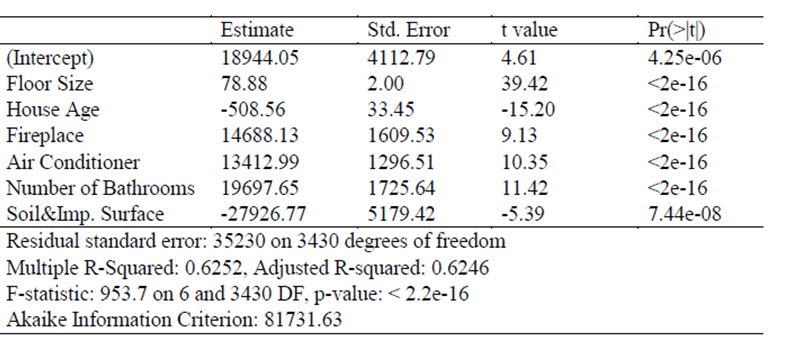 Estimate Std. Error t value Pr(>|t|)
(Intercept) 18944.05 4112.79 4.61 4.25e-06
Floor Size 78.88 2.00 39.42 <2e-16
House Age -508.56 33.45 -15.20 <2e-16
Fireplace 14688.13 1609.53 9.13 <2e-16
Air Conditioner 13412.99 1296.51 10.35 <2e-16
Number of Bathrooms 19697.65 1725.64 11.42 <2e-16
Soil&Imp. Surface -27926.77 5179.42 -5.39 7.44e-08
Residual standard error: 35230 on 3430 degrees of freedom
Multiple R-Squared: 0.6252, Adjusted R-squared: 0.6246
F-statistic: 953.7 on 6 and 3430 DF, p-value: < 2.2e-16
Akaike Information Criterion: 81731.63